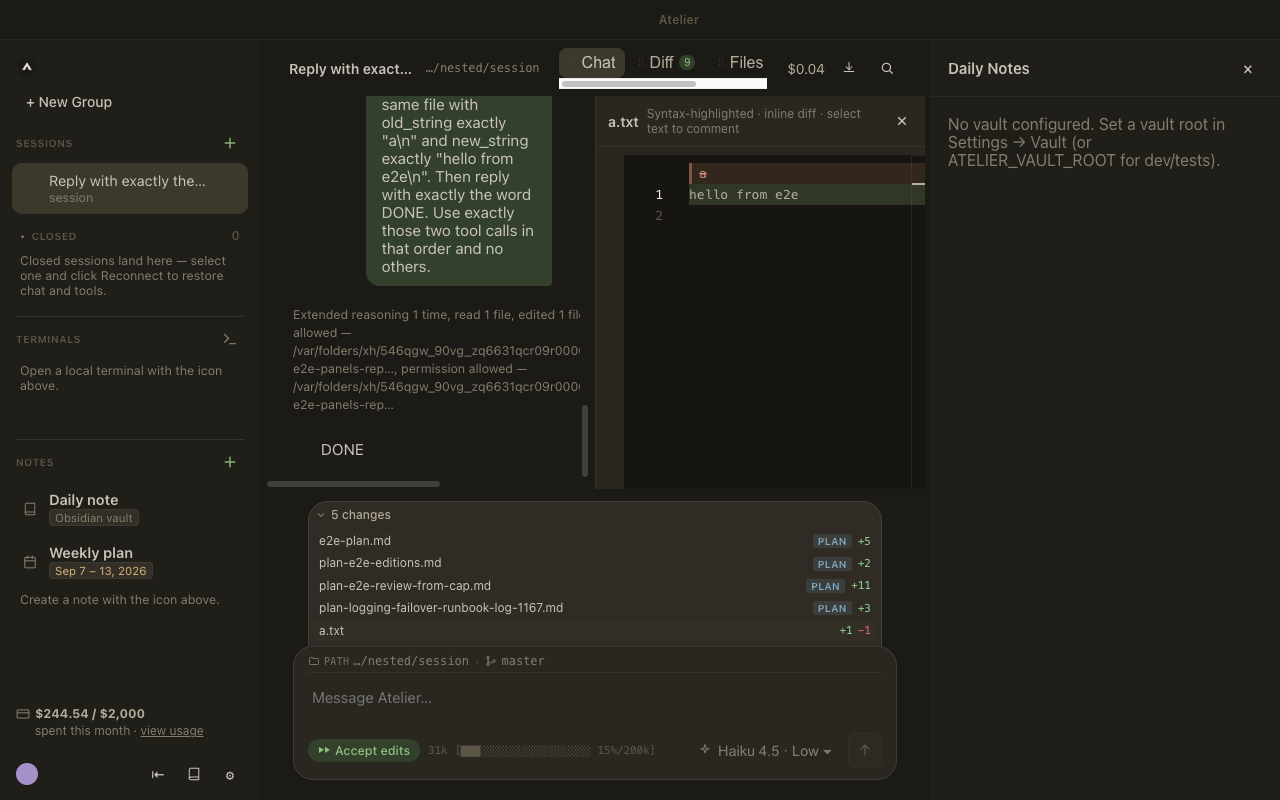 Atelier
+ New Group
SESSIONS
Reply with exactly the...
session
CLOSED
0
Closed sessions land here — select
one and click Reconnect to restore
chat and tools.
TERMINALS
Open a local terminal with the icon
above.
NOTES
Daily note
Obsidian vault
Weekly plan
Sep 7 – 13, 2026
Create a note with the icon above.
$244.54 / $2,000
spent this month · view usage
Reply with exact...
…/nested/session
Chat
Diff 9
Files
$0.04
same file with
old_string exactly
"a\n" and new_string
exactly "hello from
e2e\n". Then reply
with exactly the word
DONE. Use exactly
those two tool calls in
that order and no
others.
Extended reasoning 1 time, read 1 file, edited 1 fil
allowed —
/var/folders/xh/546qgw_90vg_zq6631qcr09r000
e2e-panels-rep…, permission allowed —
/var/folders/xh/546qgw_90vg_zq6631qcr09r000
e2e-panels-rep…
DONE
a.txt
Syntax-highlighted · inline diff · select
text to comment
a
1 hello from e2e
2
5 changes
e2e-plan.md PLAN +5
plan-e2e-editions.md PLAN +2
plan-e2e-review-from-cap.md PLAN +11
plan-logging-failover-runbook-log-1167.md PLAN +3
a.txt +1 −1
PATH …/nested/session › master
Message Atelier...
Accept edits
31k [ 15%/200k]
Haiku 4.5 · Low
Daily Notes
No vault configured. Set a vault root in
Settings → Vault (or
ATELIER_VAULT_ROOT for dev/tests).